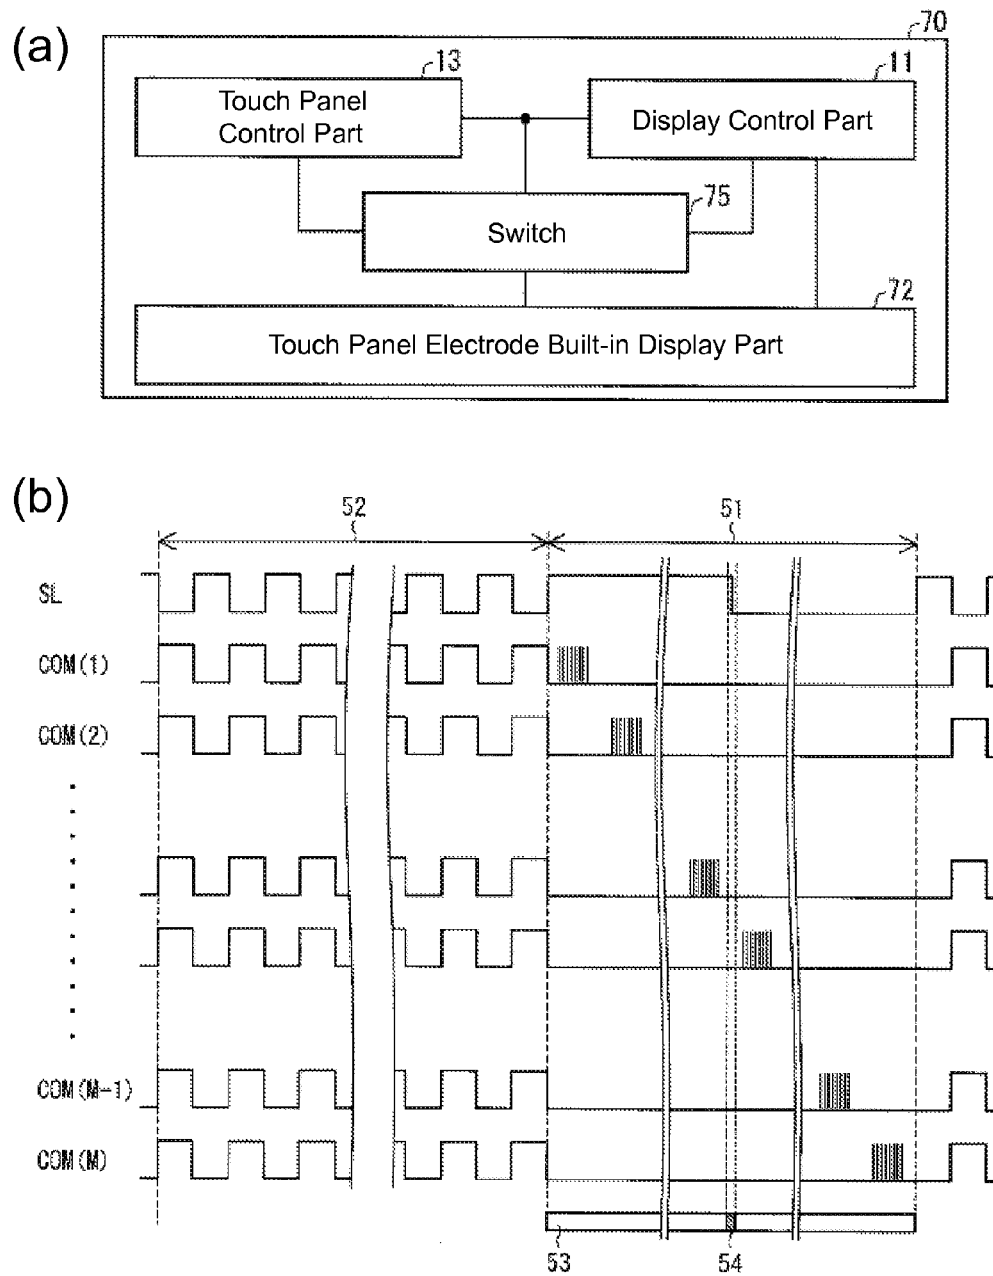 (a)
70
13
11
Touch Panel
Control Part
Display Control Part
75
Switch
72
Touch Panel Electrode Built-in Display Part
(b)
52
51
SL
COM(1)
COM(2)
COM(M-1)
COM(M)
53
54